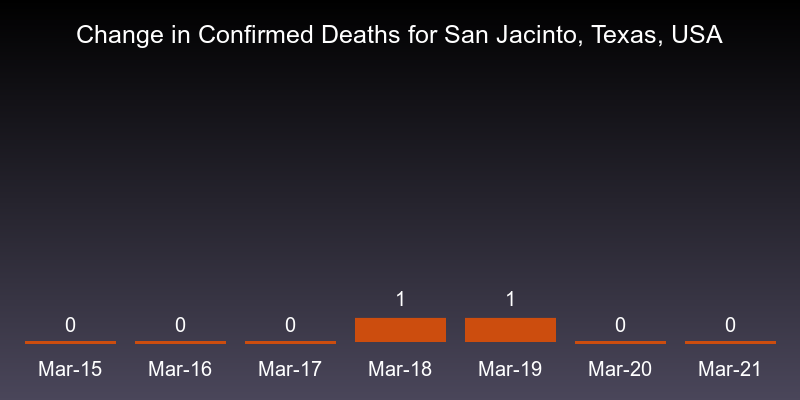 Change in Confirmed Deaths for San Jacinto, Texas, USA
0 0 0 1 1 0 0
Mar-15 Mar-16 Mar-17 Mar-18 Mar-19 Mar-20 Mar-21